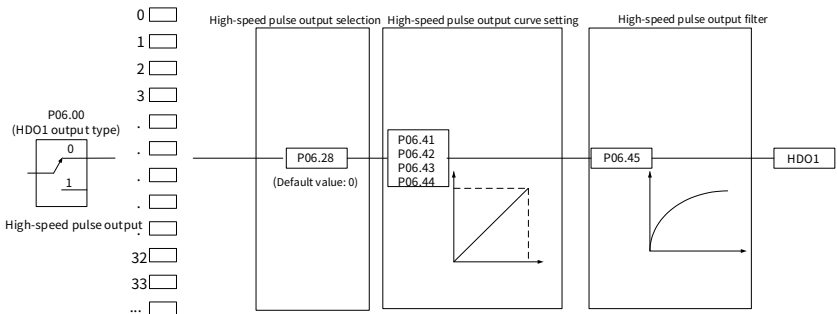 High-speed pulse output selection
High-speed pulse output curve setting
High-speed pulse output filter
0
1
2
3
.
.
.
.
.
32
33
...
P06.00
(HDO1 output type)
0
1
High-speed pulse output
P06.28
(Default value: 0)
P06.41
P06.42
P06.43
P06.44
P06.45
HDO1